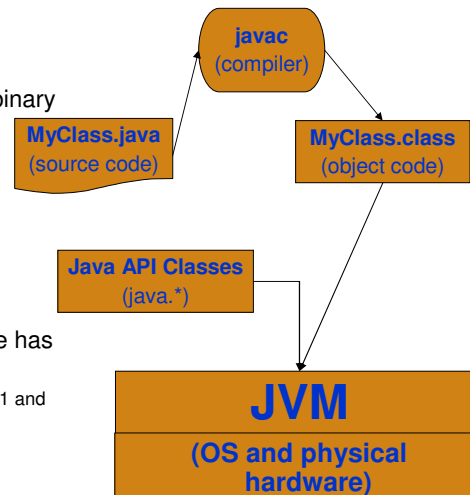 javac
(compiler)
binary
MyClass.java
(source code)
MyClass.class
(object code)
Java API Classes
(java.*)
e has
1 and
JVM
(OS and physical
hardware)